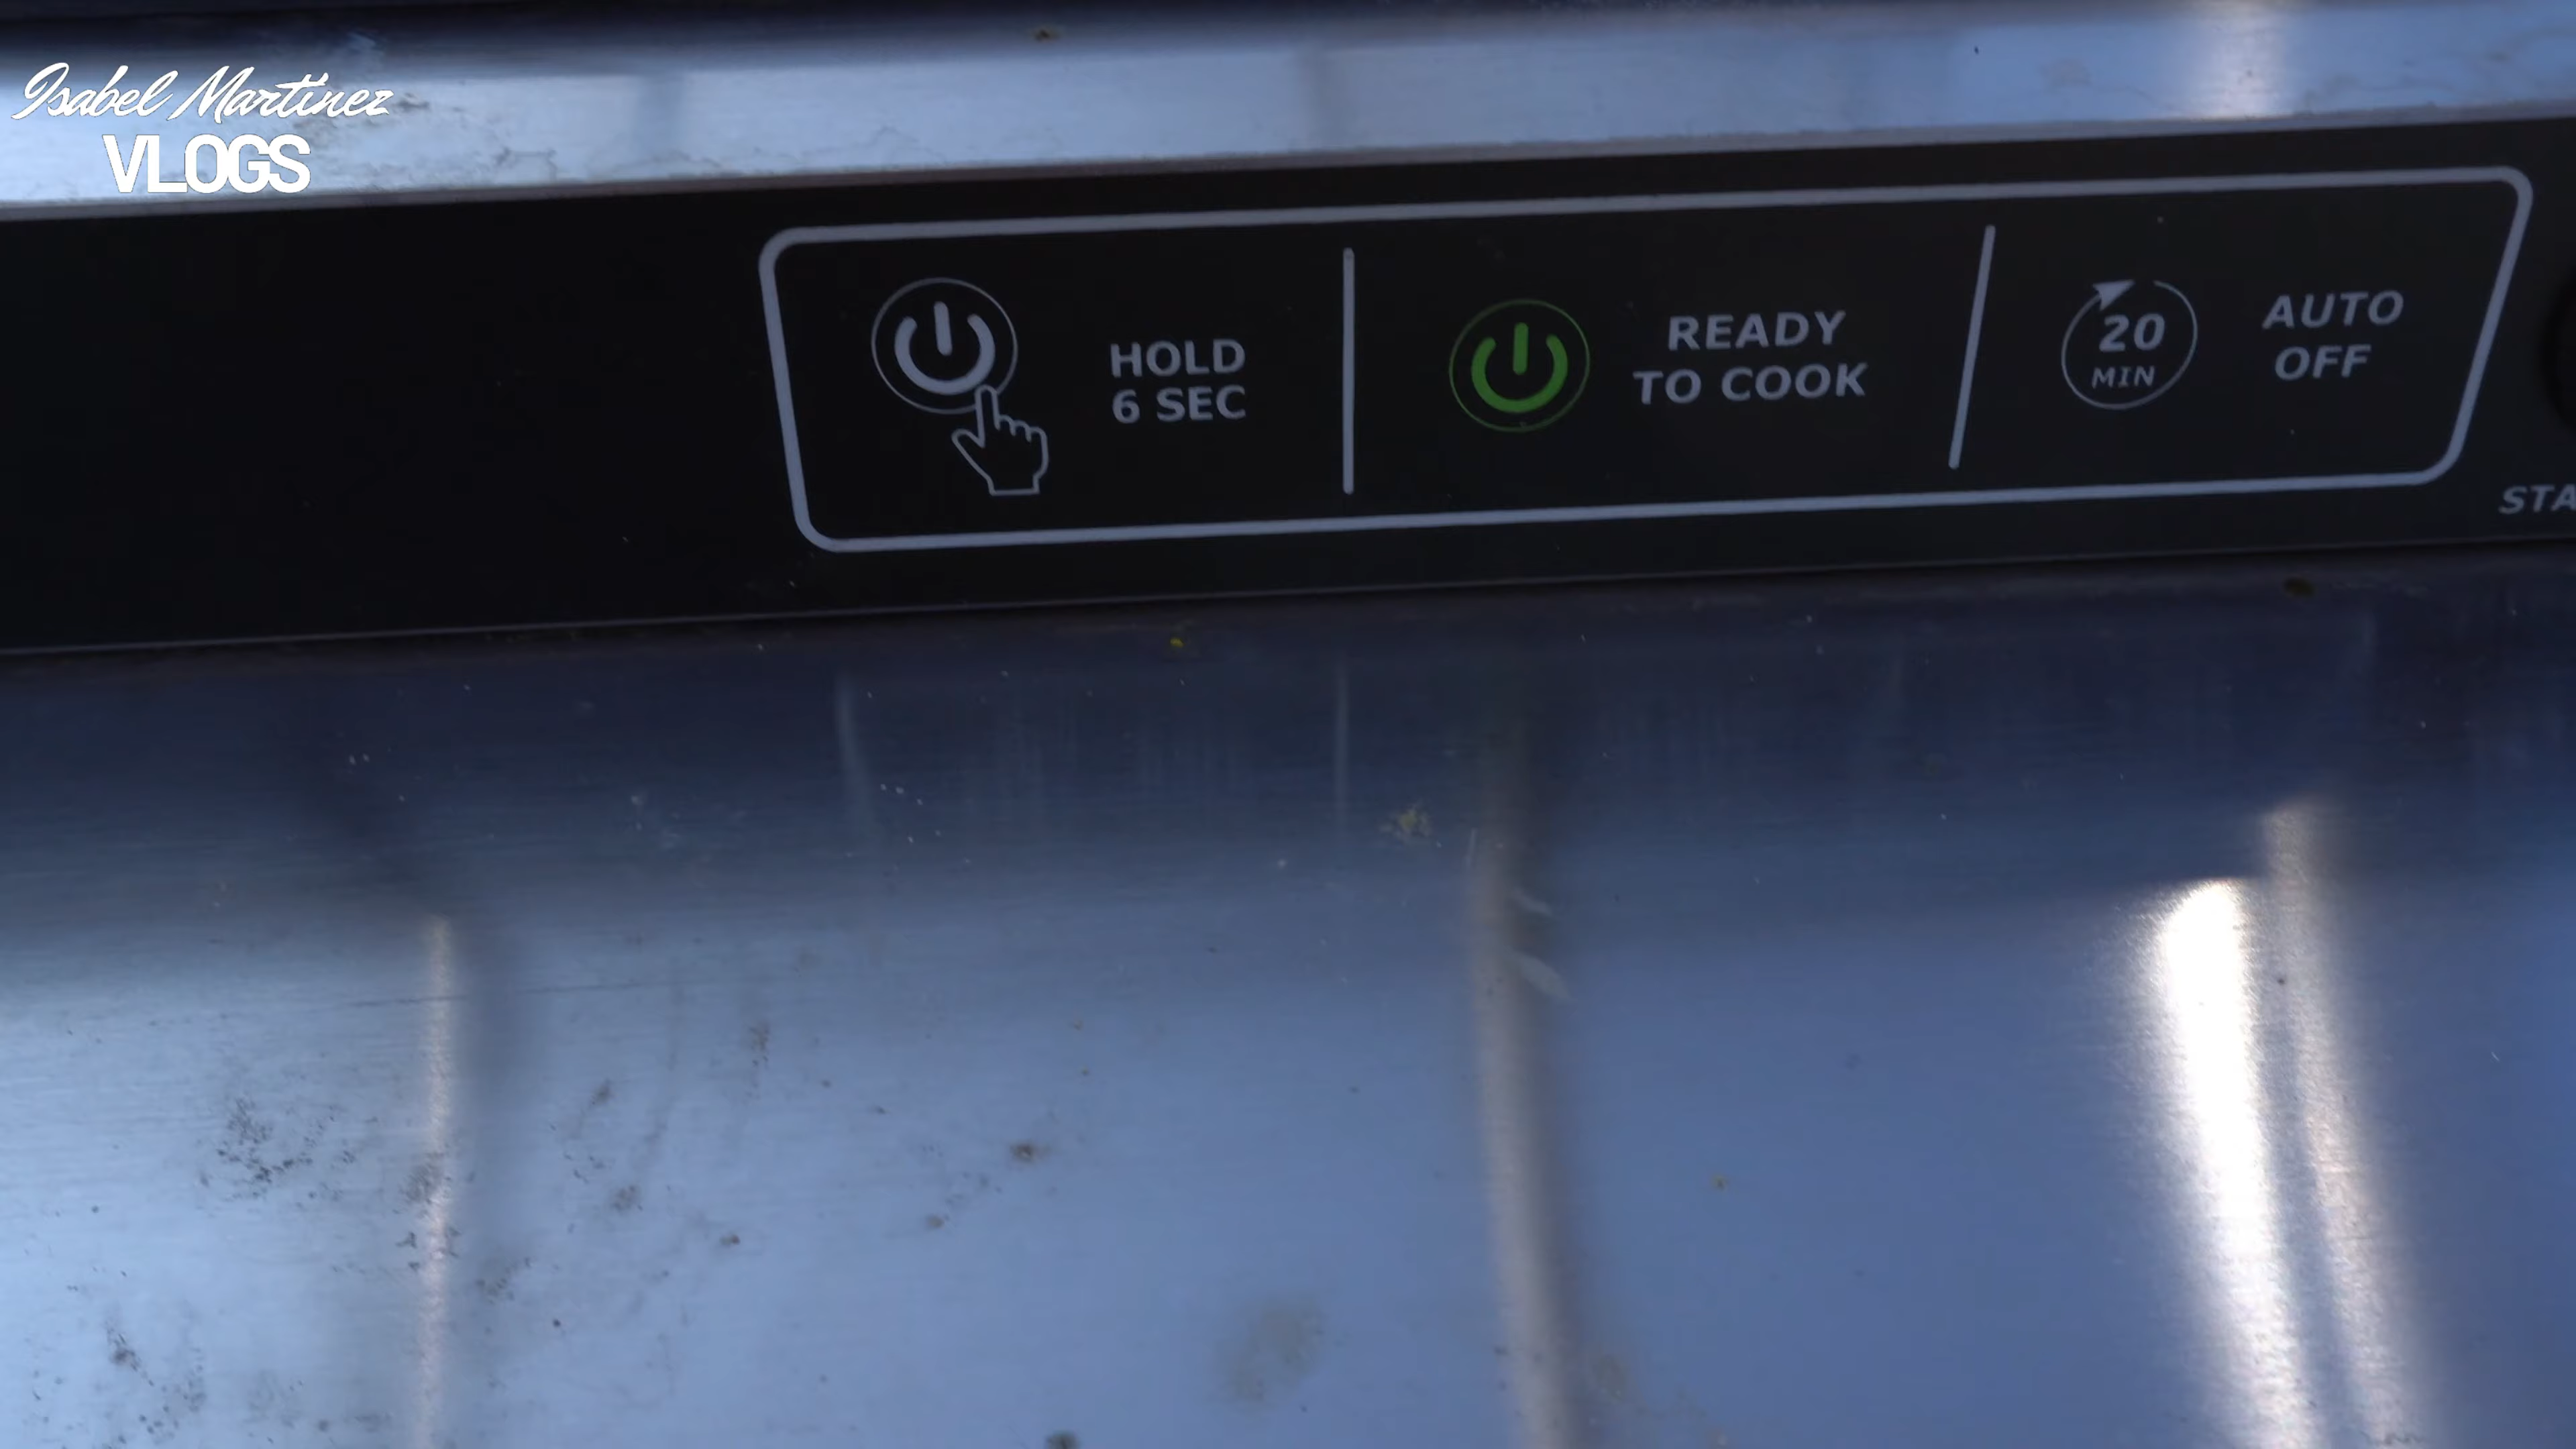 Isabel Martinez
VLOGS
HOLD
6 SEC
READY
TO COOK
20
MIN
AUTO
OFF